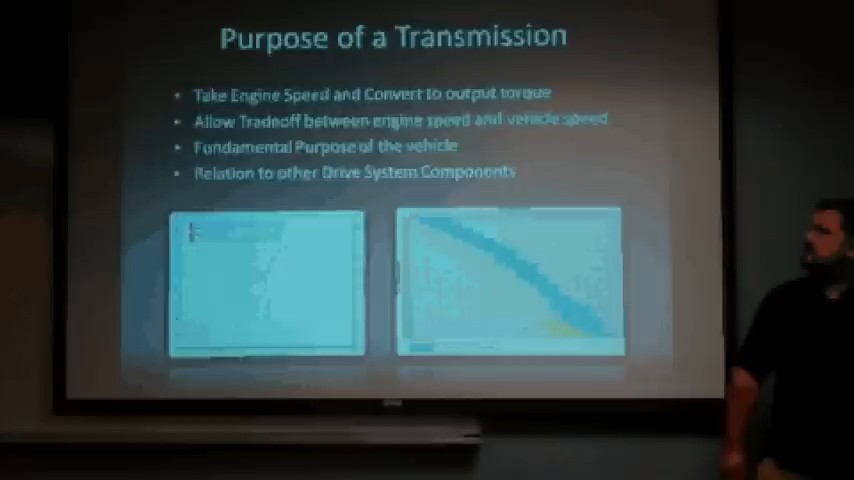 Purpose of a Transmission
• Take Engine Speed and Convert to output torque
• Allow Tradeoff between engine speed and vehicle speed
• Fundamental Purpose of the vehicle
• Relation to other Drive System Components